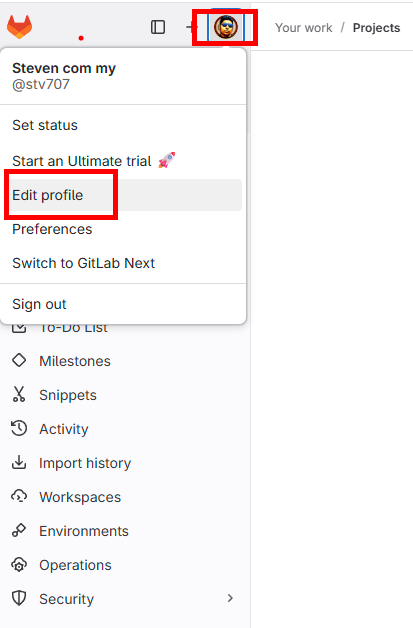 Your work / Projects
Steven com my
@stv707
Set status
Start an Ultimate trial 🚀
Edit profile
Preferences
Switch to GitLab Next
Sign out
To-Do List
Milestones
Snippets
Activity
Import history
Workspaces
Environments
Operations
Security